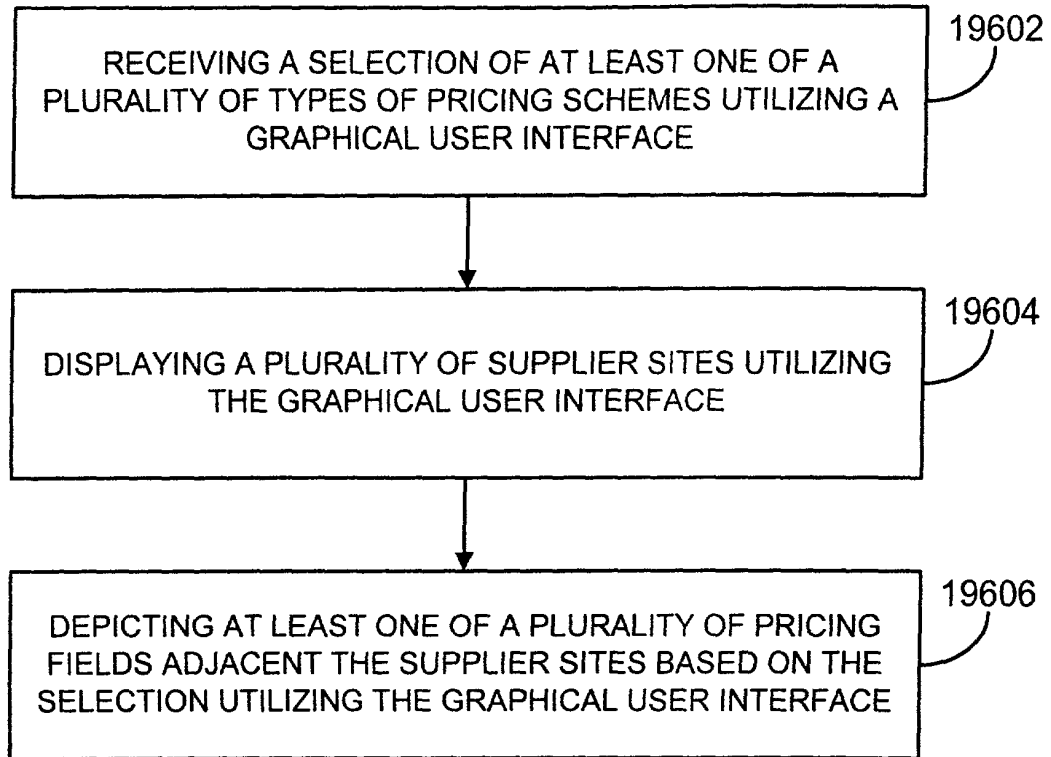 19602
RECEIVING A SELECTION OF AT LEAST ONE OF A
PLURALITY OF TYPES OF PRICING SCHEMES UTILIZING A
GRAPHICAL USER INTERFACE
19604
DISPLAYING A PLURALITY OF SUPPLIER SITES UTILIZING
THE GRAPHICAL USER INTERFACE
19606
DEPICTING AT LEAST ONE OF A PLURALITY OF PRICING
FIELDS ADJACENT THE SUPPLIER SITES BASED ON THE
SELECTION UTILIZING THE GRAPHICAL USER INTERFACE